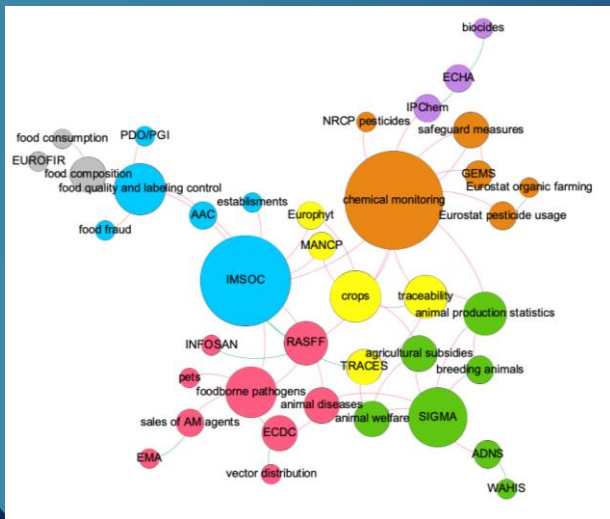 biocides
ECHA
IPChem
NRCP pesticides
safeguard measures
PDO/PGI
food consumption
EUROFIR
food composition
food quality and labeling control
GEMS
Eurostat organic farming
chemical monitoring
establisments
AAC
Europhyt
Eurostat pesticide usage
food fraud
MANCP
IMSOC
crops
traceability
animal production statistics
RASFF
INFOSAN
agricultural subsidies
TRACES
breeding animals
pets
foodborne pathogens
animal diseases
animal welfare
SIGMA
sales of AM agents
ECDC
EMA
ADNS
vector distribution
WAHIS